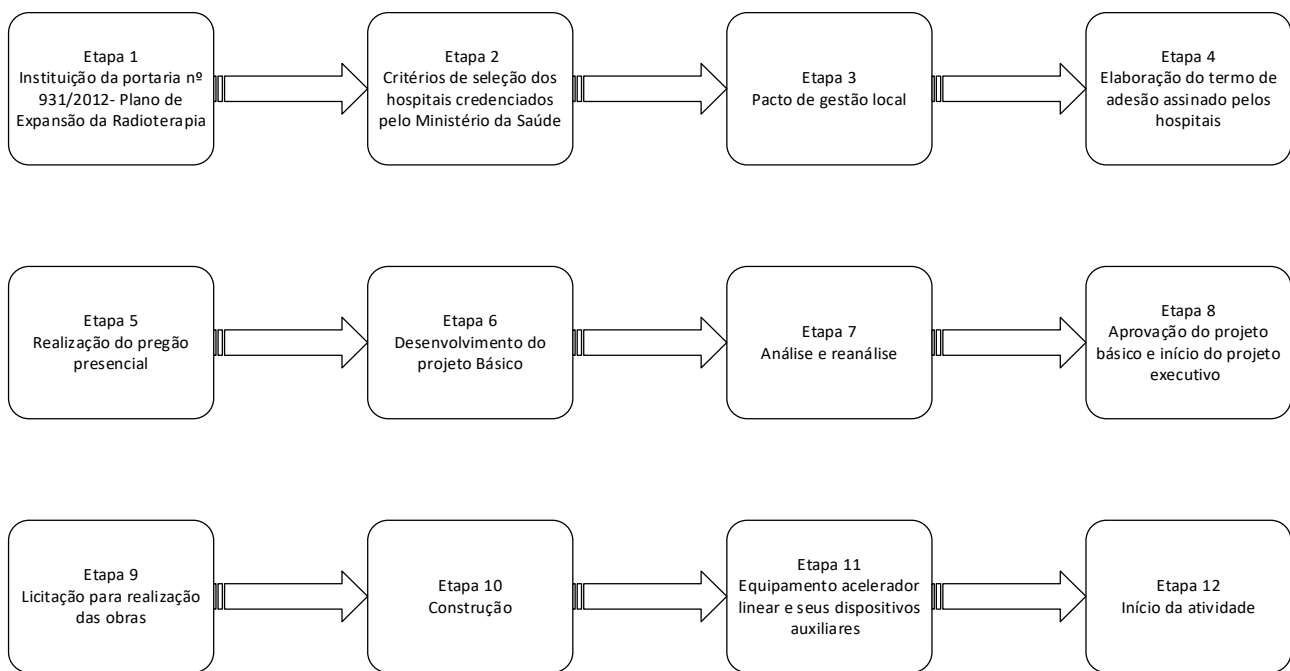 Etapa 1
Instituição da portaria nº
931/2012- Plano de
Expansão da Radioterapia
Etapa 2
Critérios de seleção dos
hospitais credenciados
pelo Ministério da Saúde
Etapa 3
Pacto de gestão local
Etapa 4
Elaboração do termo de
adesão assinado pelos
hospitais
Etapa 5
Realização do pregão
presencial
Etapa 6
Desenvolvimento do
projeto Básico
Etapa 7
Análise e reanálise
Etapa 8
Aprovação do projeto
básico e início do projeto
executivo
Etapa 9
Licitação para realização
das obras
Etapa 10
Construção
Etapa 11
Equipamento acelerador
linear e seus dispositivos
auxiliares
Etapa 12
Início da atividade